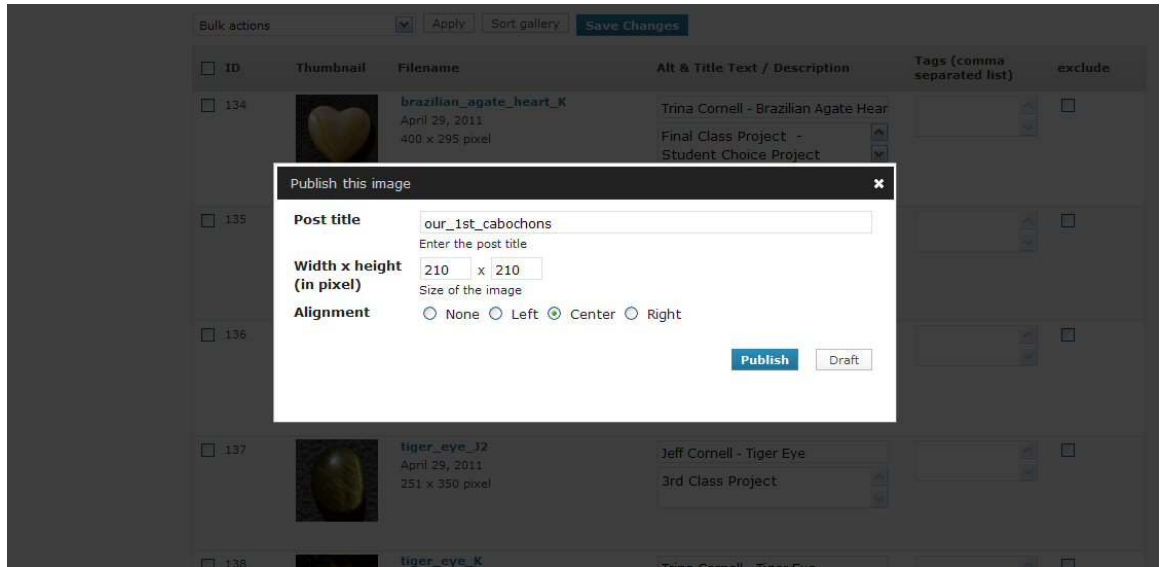 Bulk actions Apply Sort gallery Save Changes
ID Thumbnail Filename Alt & Title Text / Description Tags (comma separated list) exclude
134 brazilian_agate_heart_K Trina Cornell - Brazilian Agate Hear
April 29, 2011
400 x 295 pixel Final Class Project -
Student Choice Project
Publish this image
135
Post title our_1st_cabochons
Enter the post title
Width x height (in pixel) 210 x 210
Size of the image
Alignment None Left Center Right
136
Publish Draft
137 tiger_eye_J2 Jeff Cornell - Tiger Eye
April 29, 2011
251 x 350 pixel 3rd Class Project
138 tiger_eye_K Trina Cornell - Tiger Eye